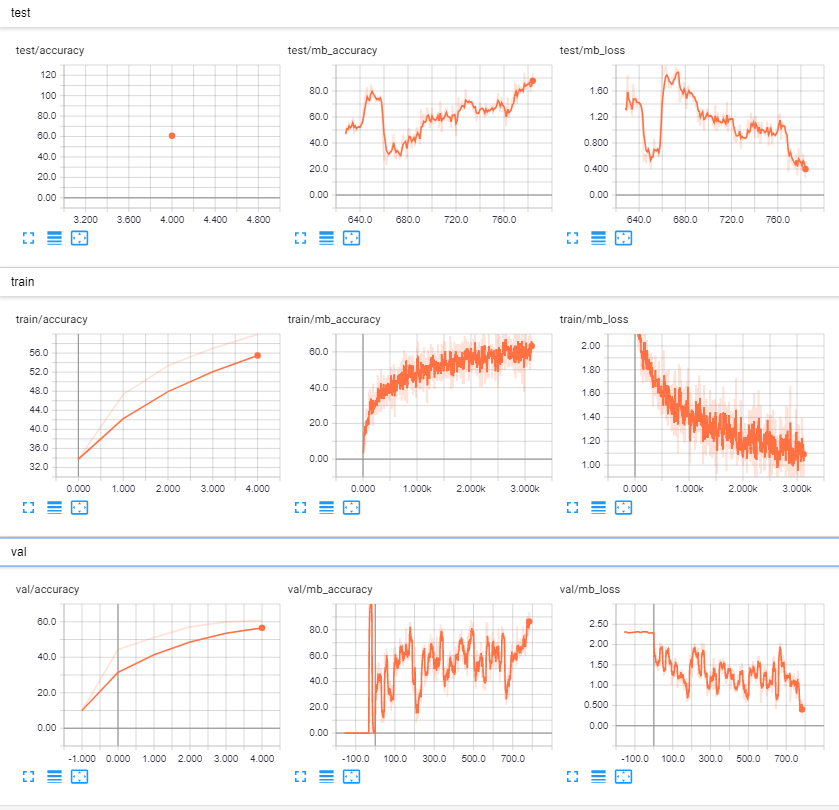 test
test/accuracy
test/mb_accuracy
test/mb_loss
120
100
80.0
60.0
40.0
20.0
0.00
3.200 3.600 4.000 4.400 4.800
80.0
60.0
40.0
20.0
0.00
640.0 680.0 720.0 760.0
1.60
1.20
0.800
0.400
0.00
640.0 680.0 720.0 760.0
train
train/accuracy
train/mb_accuracy
train/mb_loss
56.0
52.0
48.0
44.0
40.0
36.0
32.0
0.000 1.000 2.000 3.000 4.000
60.0
40.0
20.0
0.00
0.000 1.000k 2.000k 3.000k
2.00
1.80
1.60
1.40
1.20
1.00
0.000 1.000k 2.000k 3.000k
val
val/accuracy
val/mb_accuracy
val/mb_loss
60.0
40.0
20.0
0.00
-1.000 0.000 1.000 2.000 3.000 4.000
80.0
60.0
40.0
20.0
0.00
-100.0 100.0 300.0 500.0 700.0
2.50
2.00
1.50
1.00
0.500
0.00
-100.0 100.0 300.0 500.0 700.0